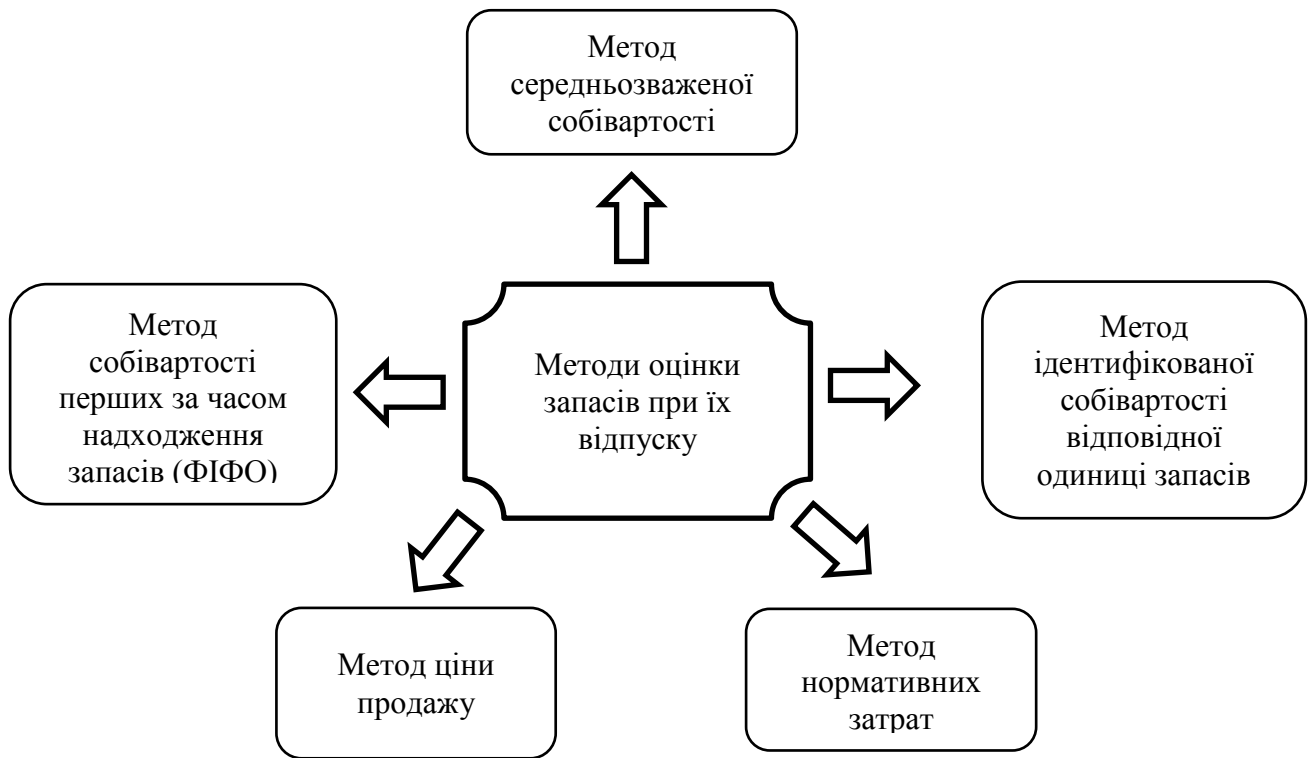 Метод
середньозваженої
собівартості
Метод
собівартості
перших за часом
надходження
запасів (ФІФО)
Методи оцінки
запасів при їх
відпуску
Метод
ідентифікованої
собівартості
відповідної
одиниці запасів
Метод ціни
продажу
Метод
нормативних
затрат